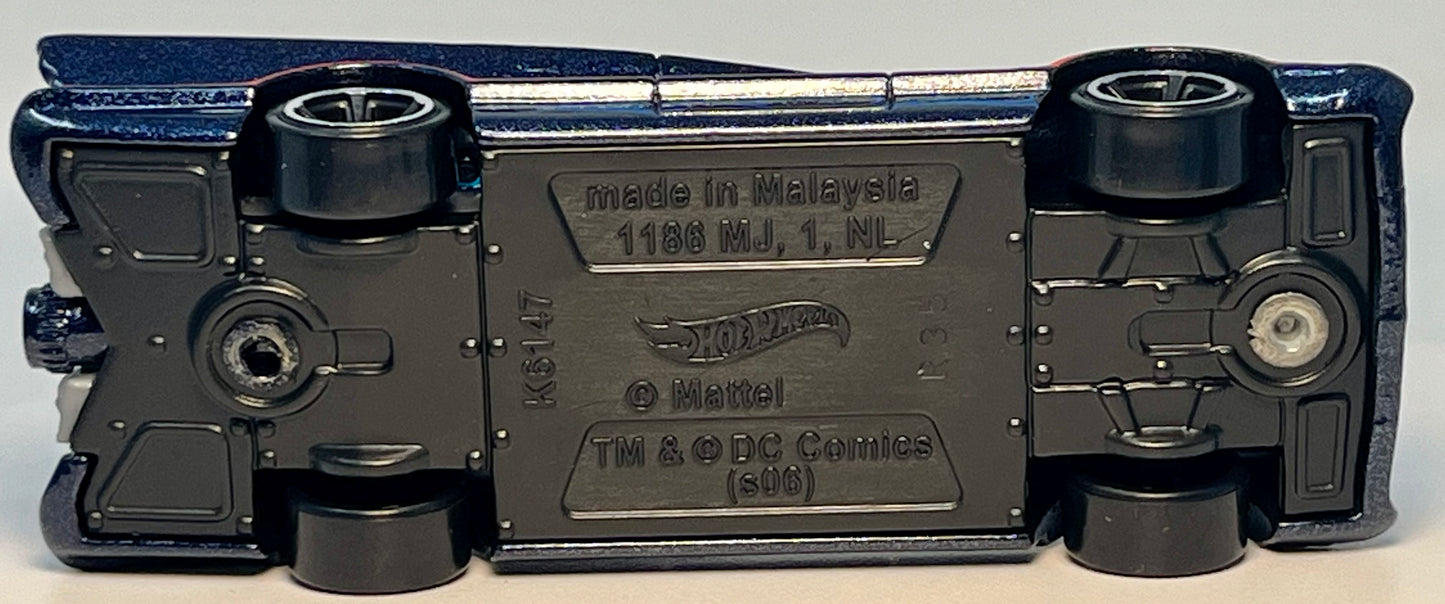 made in Malaysia
1186 MJ, 1, NL
K6147
HOT WHEELS
R35
© Mattel
TM & © DC Comics
(s06)